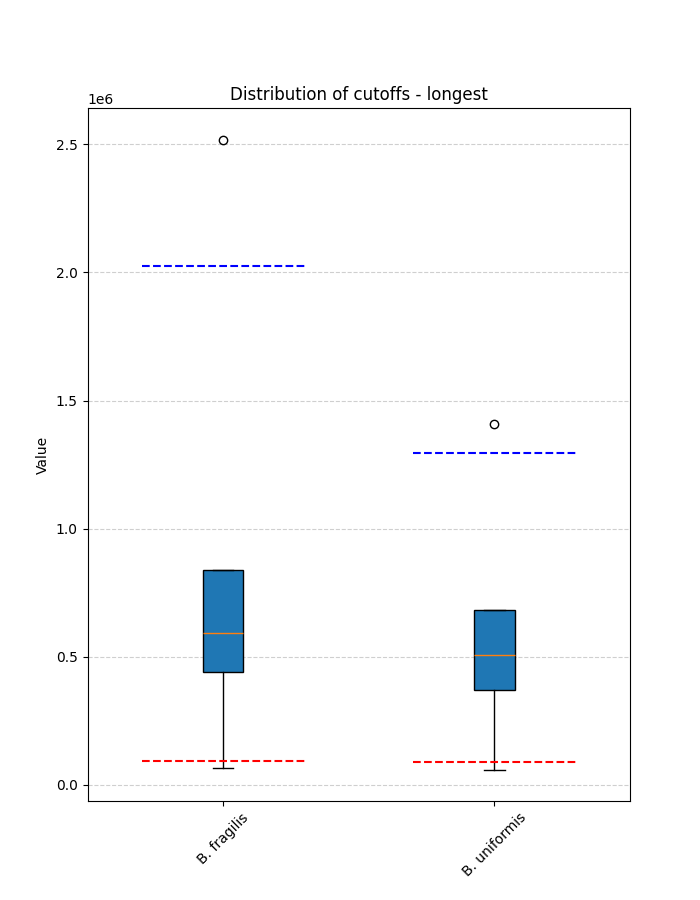 Distribution of cutoffs - longest
1e6
2.5
2.0
1.5
1.0
0.5
0.0
Value
B. fragilis
B. uniformis